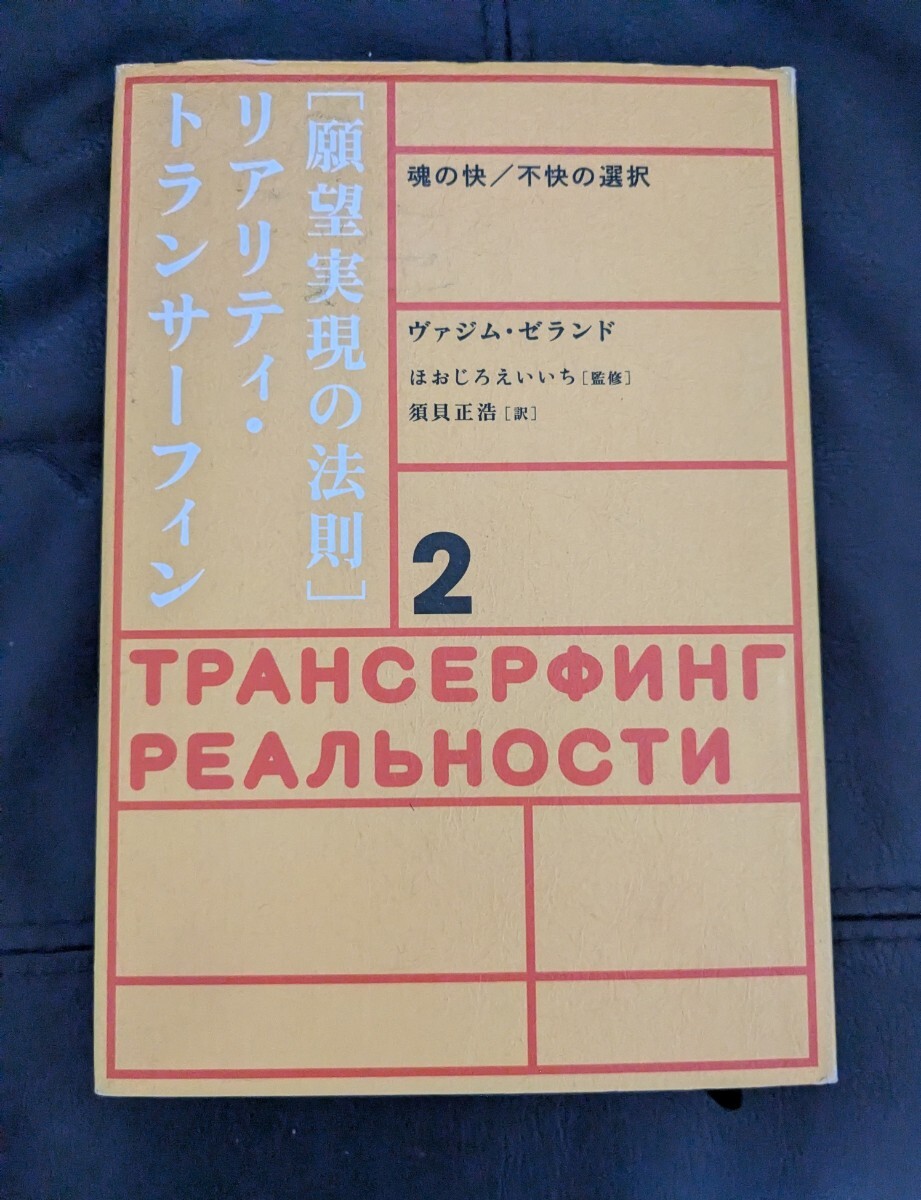 ［願望実現の法則］
リアリティ・
トランサーフィン
魂の快／不快の選択
ヴァジム・ゼランド
ほおじろえいいち［監修］
須貝正浩［訳］
2
ТРАНСЕРФИНГ
РЕАЛЬНОСТИ